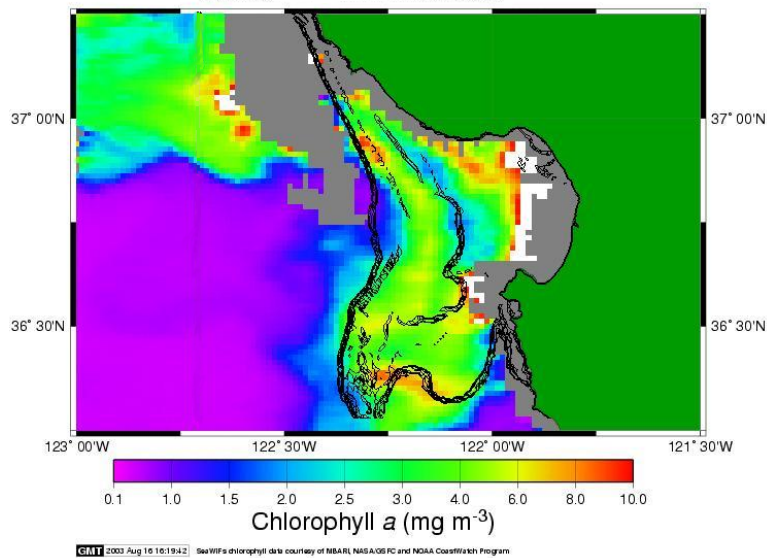 37° 00'N
37° 00'N
36° 30'N
36° 30'N
123° 00'W
122° 30'W
122° 00'W
121° 30'W
0.1 1.0 1.5 2.0 2.5 3.0 4.0 6.0 8.0 10.0
Chlorophyll a (mg m-3)
GMT 2003 Aug 16 16:19:42 SeaWiFs chlorophyll data courtesy of MBARI, NASA/GSFC and NOAA CoastWatch Program